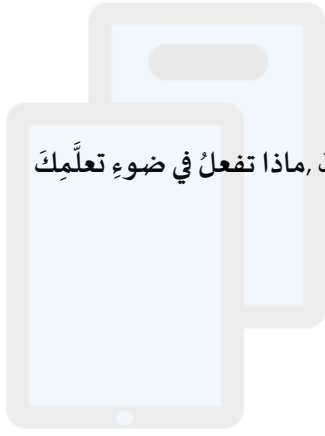 ,ماذا تفعلُ في ضوءِ تعلَّمِكَ